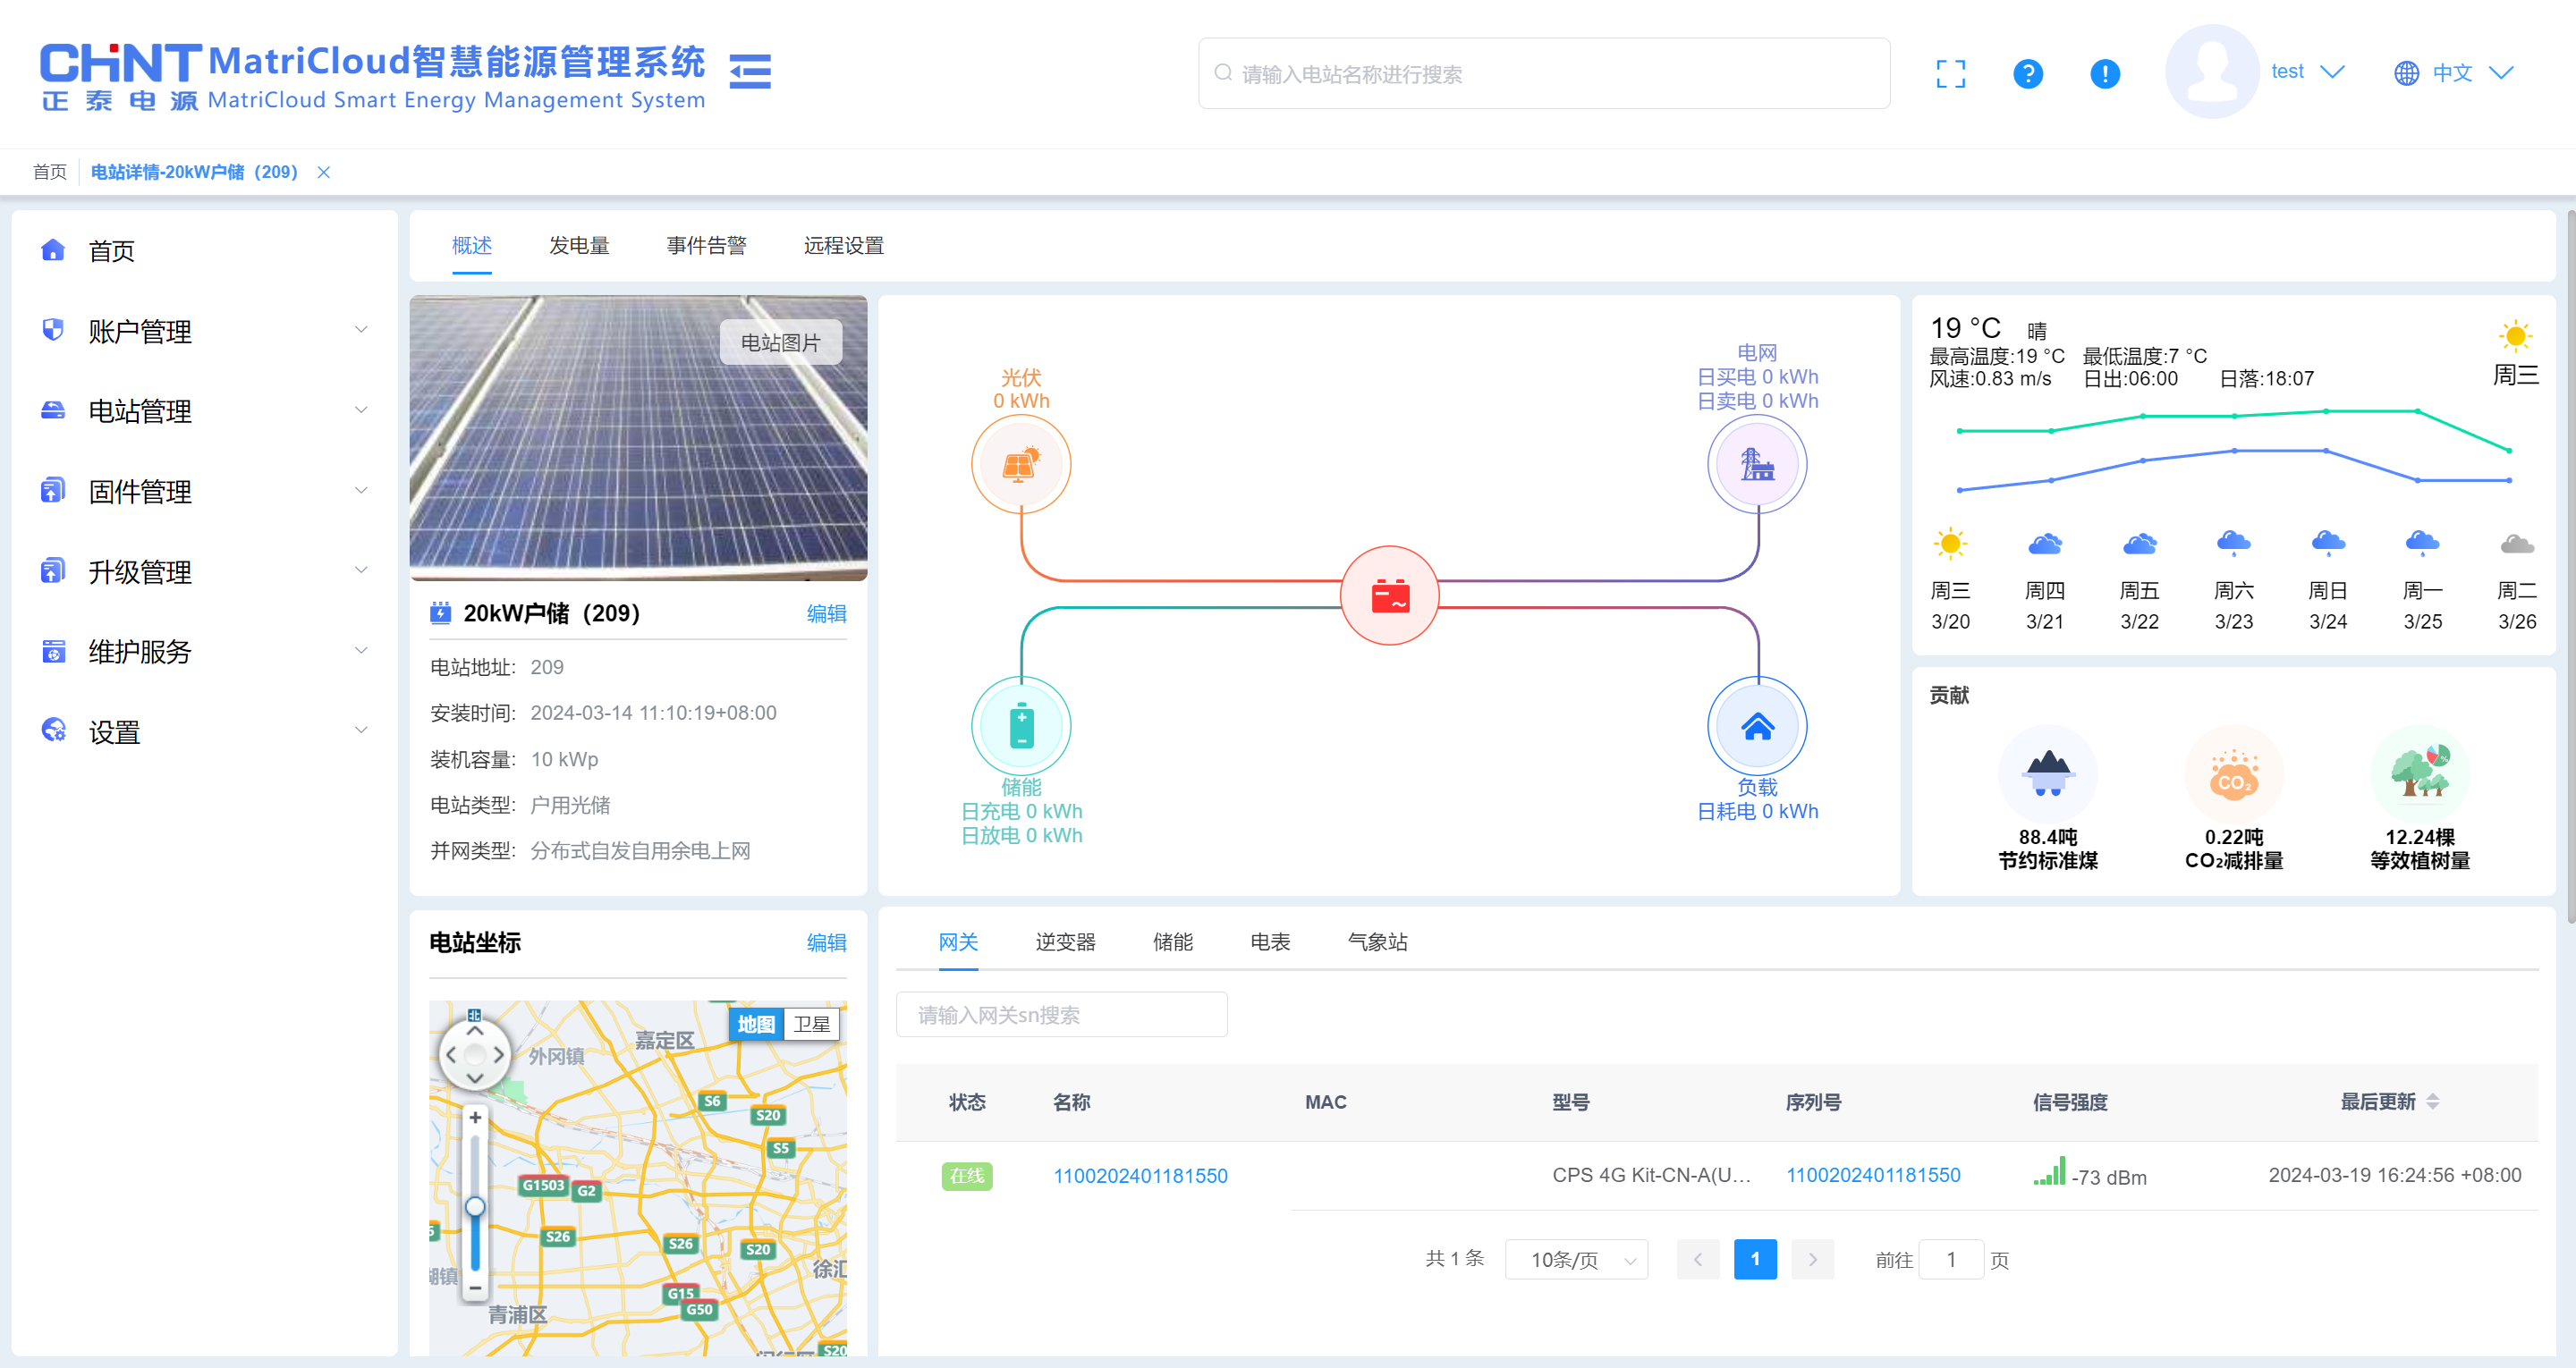 CHNT
正泰电源
MatriCloud智慧能源管理系统
MatriCloud Smart Energy Management System
请输入电站名称进行搜索
test
中文
首页
电站详情-20kW户储（209）
首页
账户管理
电站管理
固件管理
升级管理
维护服务
设置
概述 发电量 事件告警 远程设置
电站图片
20kW户储（209）
编辑
电站地址: 209
安装时间: 2024-03-14 11:10:19+08:00
装机容量: 10 kWp
电站类型: 户用光储
并网类型: 分布式自发自用余电上网
光伏
0 kWh
电网
日买电 0 kWh
日卖电 0 kWh
储能
日充电 0 kWh
日放电 0 kWh
负载
日耗电 0 kWh
19 °C 晴
最高温度:19 °C 最低温度:7 °C
风速:0.83 m/s 日出:06:00 日落:18:07
周三
周三 周四 周五 周六 周日 周一 周二
3/20 3/21 3/22 3/23 3/24 3/25 3/26
贡献
88.4吨 0.22吨 12.24棵
节约标准煤 CO₂减排量 等效植树量
CO₂
%
电站坐标
编辑
北
地图 卫星
嘉定区
外冈镇
S6
S20
S5
G1503
G2
S26
S26
S20
徐汇
G15
G50
青浦区
S20
网关 逆变器 储能 电表 气象站
请输入网关sn搜索
状态 名称 MAC 型号 序列号 信号强度 最后更新
在线 1100202401181550 CPS 4G Kit-CN-A(U... 1100202401181550 -73 dBm 2024-03-19 16:24:56 +08:00
共 1 条 10条/页 1 前往 1 页